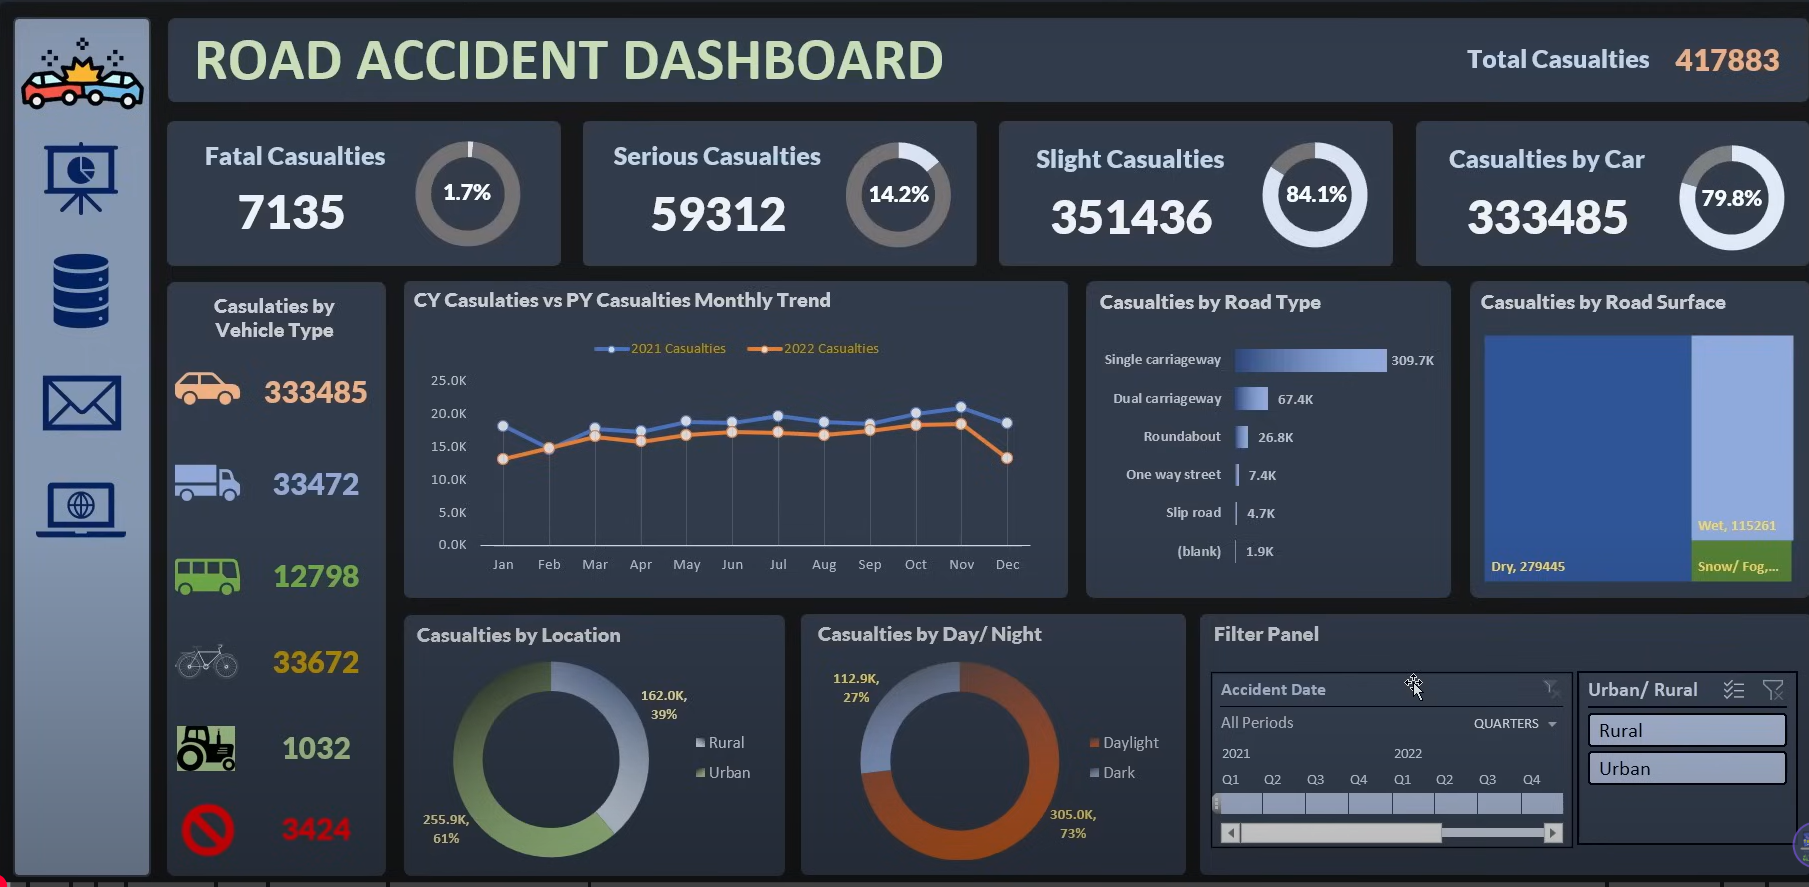 ROAD ACCIDENT DASHBOARD
Total Casualties 417883
Fatal Casualties
7135
1.7%
Serious Casualties
59312
14.2%
Slight Casualties
351436
84.1%
Casualties by Car
333485
79.8%
Casulaties by
Vehicle Type
333485
33472
12798
33672
1032
3424
CY Casulaties vs PY Casualties Monthly Trend
2021 Casualties 2022 Casualties
25.0K
20.0K
15.0K
10.0K
5.0K
0.0K
Jan Feb Mar Apr May Jun Jul Aug Sep Oct Nov Dec
Casualties by Road Type
Single carriageway 309.7K
Dual carriageway 67.4K
Roundabout 26.8K
One way street 7.4K
Slip road 4.7K
(blank) 1.9K
Casualties by Road Surface
Wet, 115261
Dry, 279445
Snow/ Fog,...
Casualties by Location
162.0K,
39%
Rural
Urban
255.9K,
61%
Casualties by Day/ Night
112.9K,
27%
Daylight
Dark
305.0K,
73%
Filter Panel
Accident Date
All Periods QUARTERS
2021 2022
Q1 Q2 Q3 Q4 Q1 Q2 Q3 Q4
Urban/ Rural
Rural
Urban